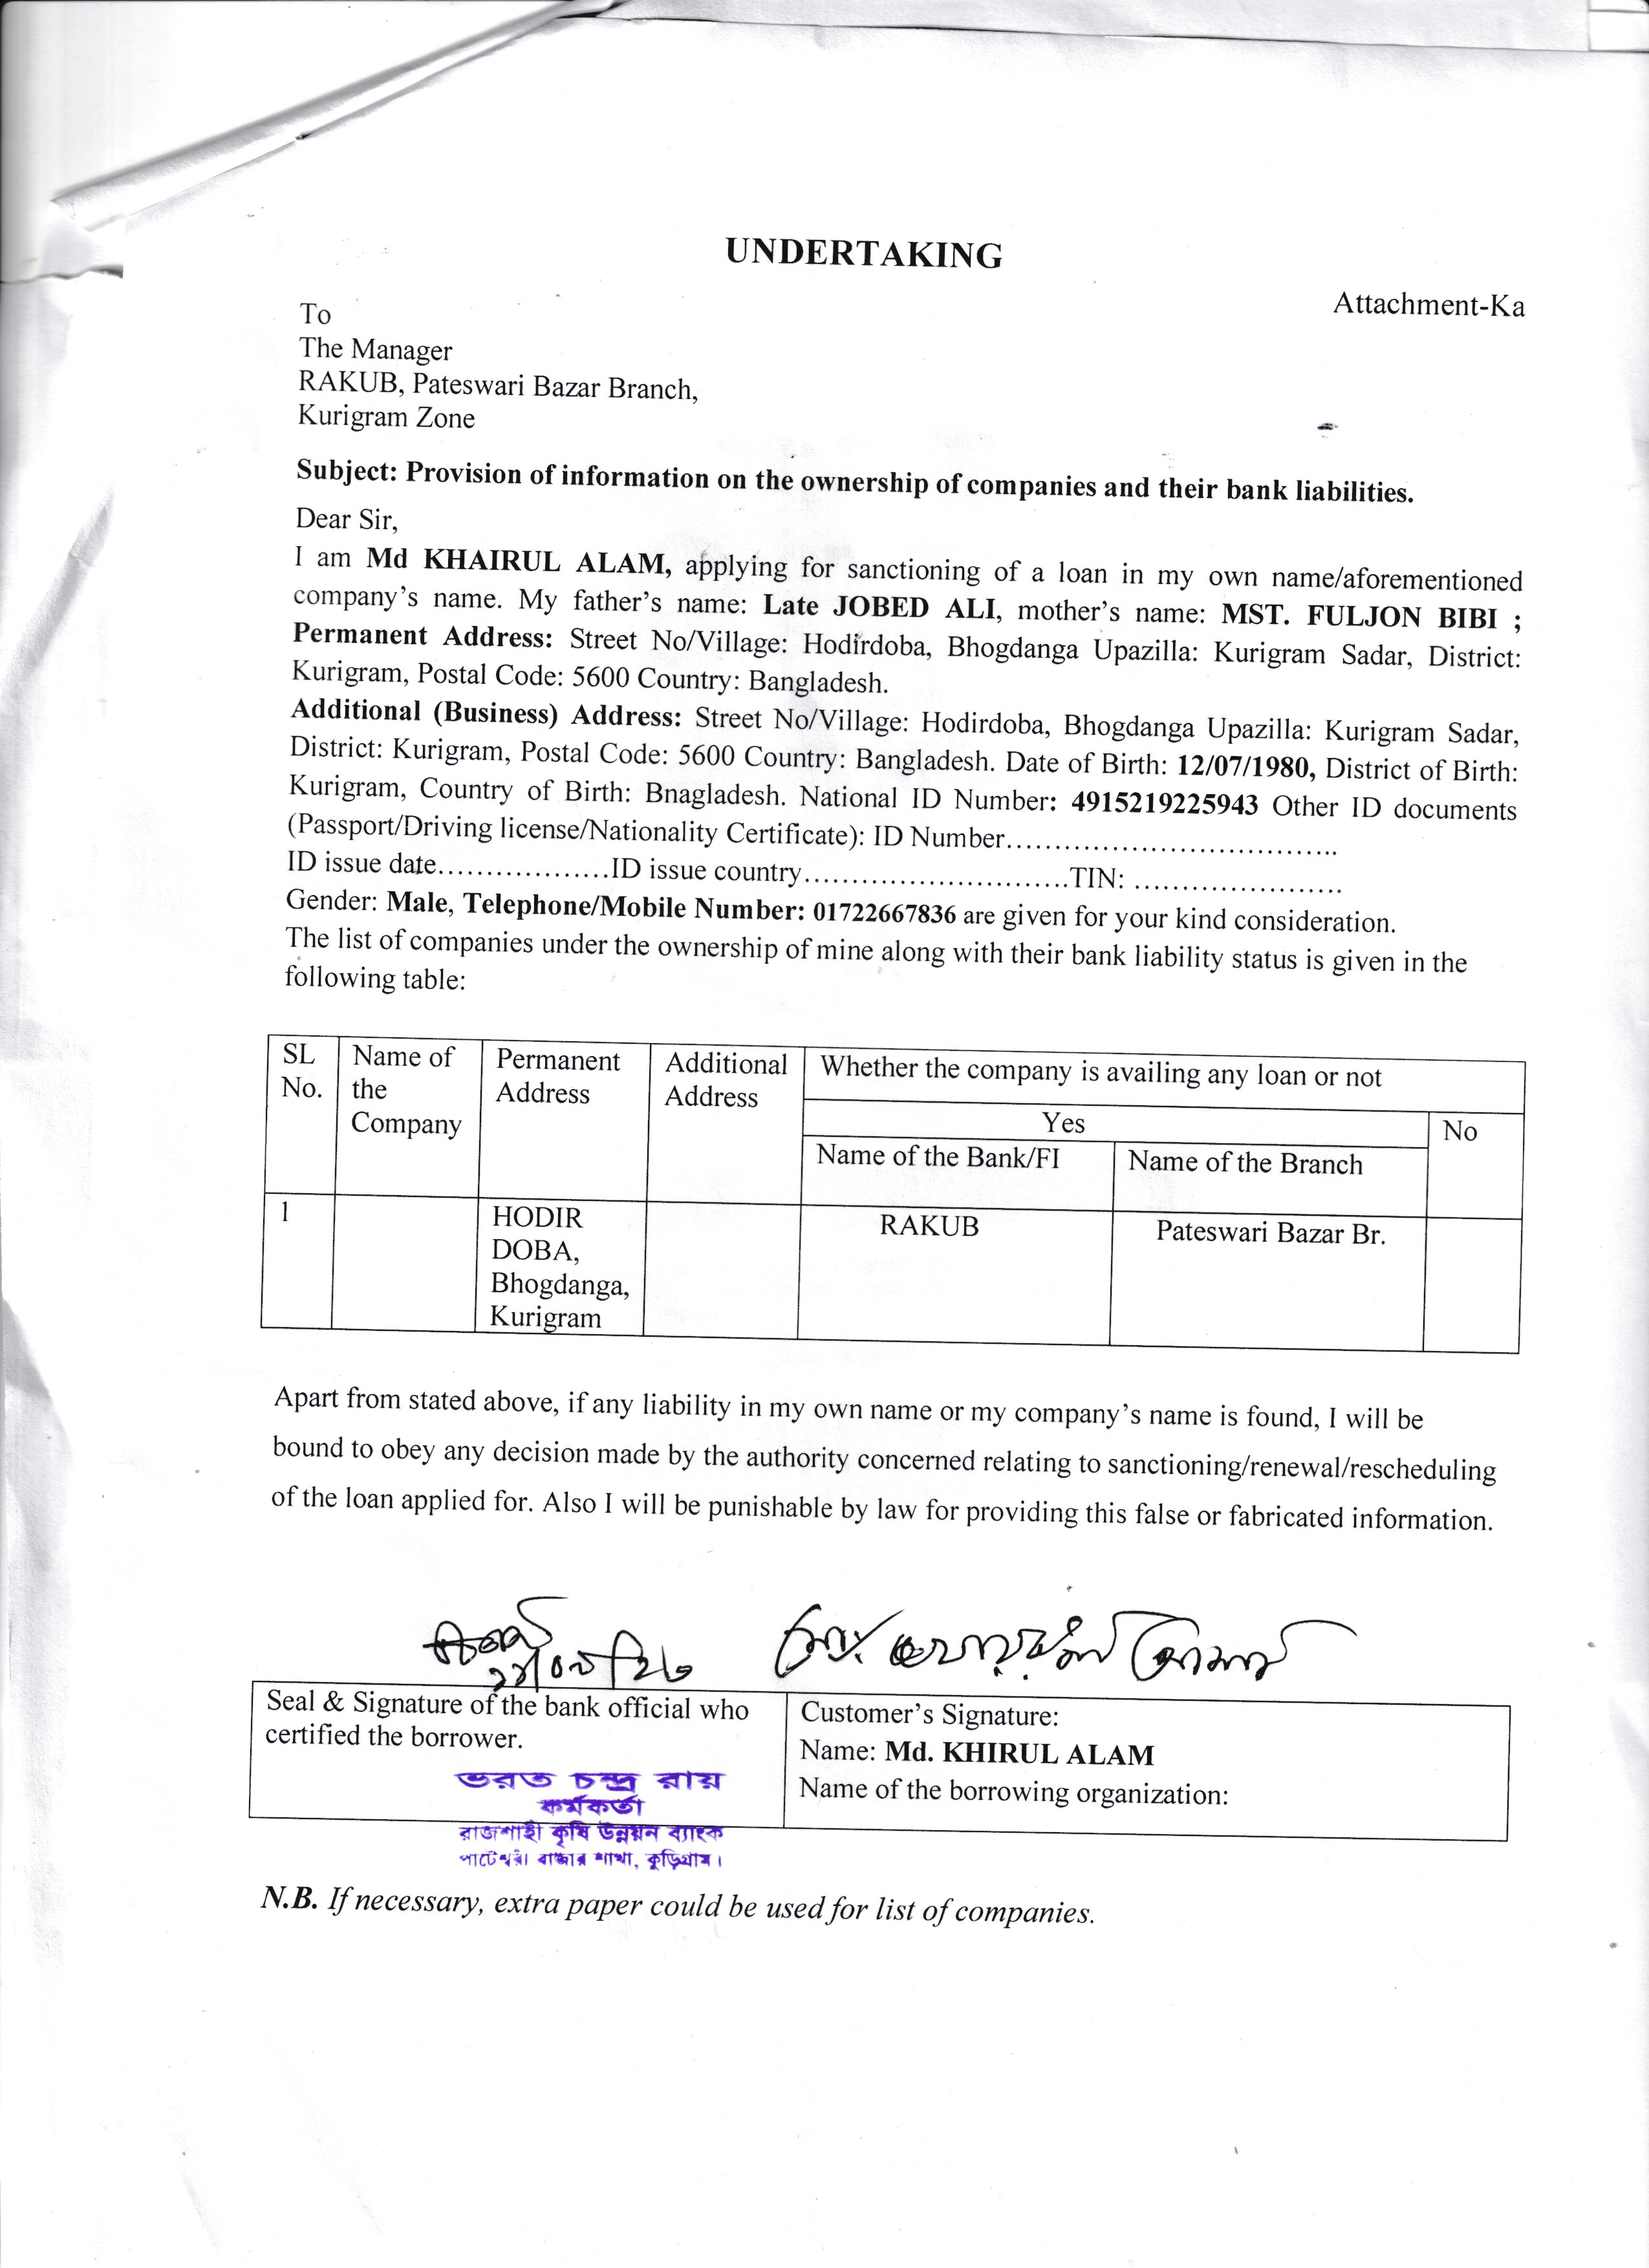 UNDERTAKING
Attachment-Ka
To
The Manager
RAKUB, Pateswari Bazar Branch,
Kurigram Zone
Subject: Provision of information on the ownership of companies and their bank liabilities.
Dear Sir,
I am Md KHAIRUL ALAM, applying for sanctioning of a loan in my own name/aforementioned
company's name. My father's name: Late JOBED ALI, mother's name: MST. FULJON BIBI ;
Permanent Address: Street No/Village: Hodirdoba, Bhogdanga Upazilla: Kurigram Sadar, District:
Kurigram, Postal Code: 5600 Country: Bangladesh.
Additional (Business) Address: Street No/Village: Hodirdoba, Bhogdanga Upazilla: Kurigram Sadar,
District: Kurigram, Postal Code: 5600 Country: Bangladesh. Date of Birth: 12/07/1980, District of Birth:
Kurigram, Country of Birth: Bnagladesh. National ID Number: 4915219225943 Other ID documents
(Passport/Driving license/Nationality Certificate): ID Number……………………………..
ID issue date………………ID issue country……………………….TIN: ………………….
Gender: Male, Telephone/Mobile Number: 01722667836 are given for your kind consideration.
The list of companies under the ownership of mine along with their bank liability status is given in the
following table:
SL No. Name of the Company Permanent Address Additional Address Whether the company is availing any loan or not
Yes No
Name of the Bank/FI Name of the Branch
1 HODIR DOBA, Bhogdanga, Kurigram RAKUB Pateswari Bazar Br.
Apart from stated above, if any liability in my own name or my company's name is found, I will be
bound to obey any decision made by the authority concerned relating to sanctioning/renewal/rescheduling
of the loan applied for. Also I will be punishable by law for providing this false or fabricated information.
মোঃ খায়রুল আলম
Seal & Signature of the bank official who
certified the borrower.
ভরত চন্দ্র রায়
কর্মকর্তা
রাজশাহী কৃষি উন্নয়ন ব্যাংক
পাটেশ্বরী বাজার শাখা, কুড়িগ্রাম।
Customer's Signature:
Name: Md. KHIRUL ALAM
Name of the borrowing organization:
N.B. If necessary, extra paper could be used for list of companies.